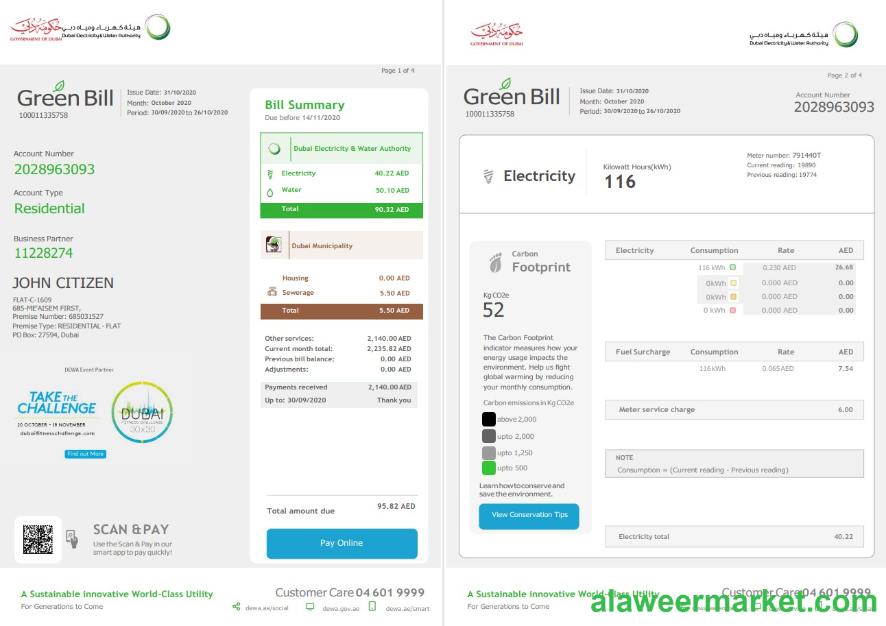 حكومة دبي
GOVERNMENT OF DUBAI
هيئة كهرباء ومياه دبي
Dubai Electricity & Water Authority
Page 1 of 4
Green Bill
100011335758
Issue Date: 31/10/2020
Month: October 2020
Period: 30/09/2020 to 26/10/2020
Account Number
2028963093
Account Type
Residential
Business Partner
11228274
JOHN CITIZEN
FLAT-C-1609
685-ME'AISEM FIRST,
Premise Number: 685031527
Premise Type: RESIDENTIAL - FLAT
PO Box: 27594, Dubai
DEWA Event Partner
TAKE THE
CHALLENGE
20 OCTOBER - 18 NOVEMBER
dubaifitnesschallenge.com
DUBAI
FITNESS CHALLENGE
30x30
Find out More
SCAN & PAY
Use the Scan & Pay in our
smart app to pay quickly!
Bill Summary
Due before 14/11/2020
Dubai Electricity & Water Authority
Electricity 40.22 AED
Water 50.10 AED
Total 90.32 AED
Dubai Municipality
Housing 0.00 AED
Sewerage 5.50 AED
Total 5.50 AED
Other services: 2,140.00 AED
Current month total: 2,235.82 AED
Previous bill balance: 0.00 AED
Adjustments: 0.00 AED
Payments received 2,140.00 AED
Up to: 30/09/2020 Thank you
Total amount due 95.82 AED
Pay Online
A Sustainable innovative World-Class Utility
For Generations to Come
Customer Care 04 601 9999
dewa.ae/social dewa.gov.ae dewa.ae/smart
حكومة دبي
GOVERNMENT OF DUBAI
هيئة كهرباء ومياه دبي
Dubai Electricity & Water Authority
Page 2 of 4
Green Bill
100011335758
Issue Date: 31/10/2020
Month: October 2020
Period: 30/09/2020 to 26/10/2020
Account Number
2028963093
Electricity
Kilowatt Hours(kWh)
116
Meter number: 791440T
Current reading: 19890
Previous reading: 19774
Carbon
Footprint
Kg CO2e
52
The Carbon Footprint
indicator measures how your
energy usage impacts the
environment. Help us fight
global warming by reducing
your monthly consumption.
Carbon emissions in Kg CO2e
above 2,000
up to 2,000
up to 1,250
up to 500
Learn how to conserve and
save the environment.
View Conservation Tips
Electricity Consumption Rate AED
116 kWh 0.230 AED 26.68
0 kWh 0.000 AED 0.00
0 kWh 0.000 AED 0.00
0 kWh 0.000 AED 0.00
Fuel Surcharge Consumption Rate AED
116 kWh 0.065 AED 7.54
Meter service charge 6.00
NOTE
Consumption = (Current reading - Previous reading)
Electricity total 40.22
A Sustainable innovative World-Class Utility
For Generations to Come
Customer Care 04 601 9999
dewa.ae/smart
alaweermarket.com